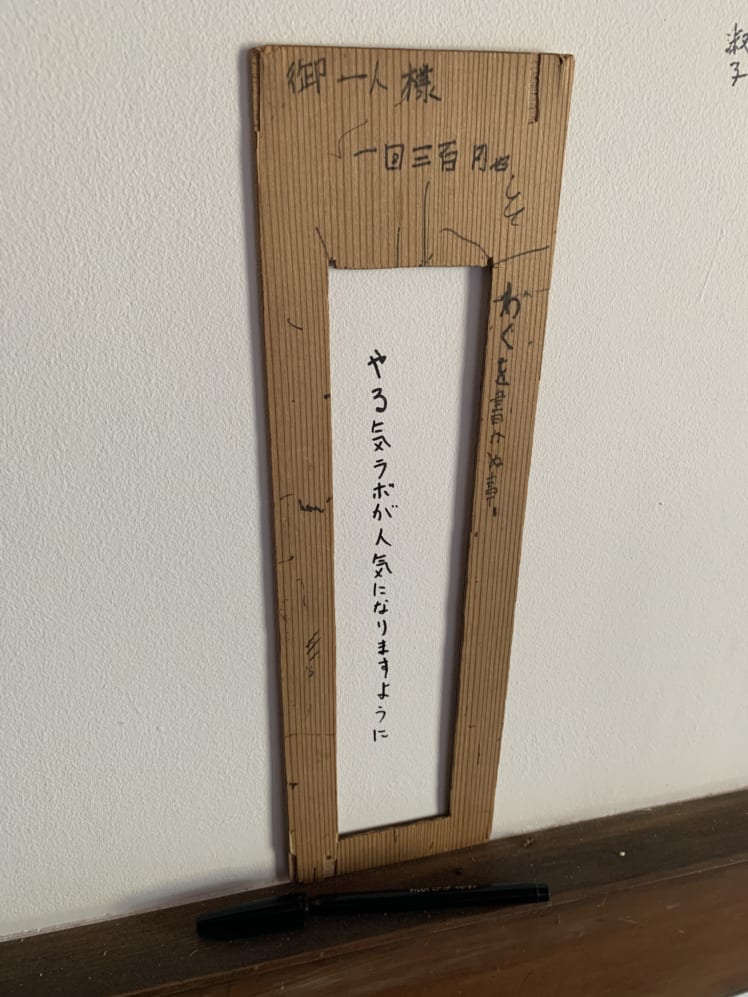 御一人様
一回三百円也
わくを書かぬ事。
やる気ラボが人気になりますように